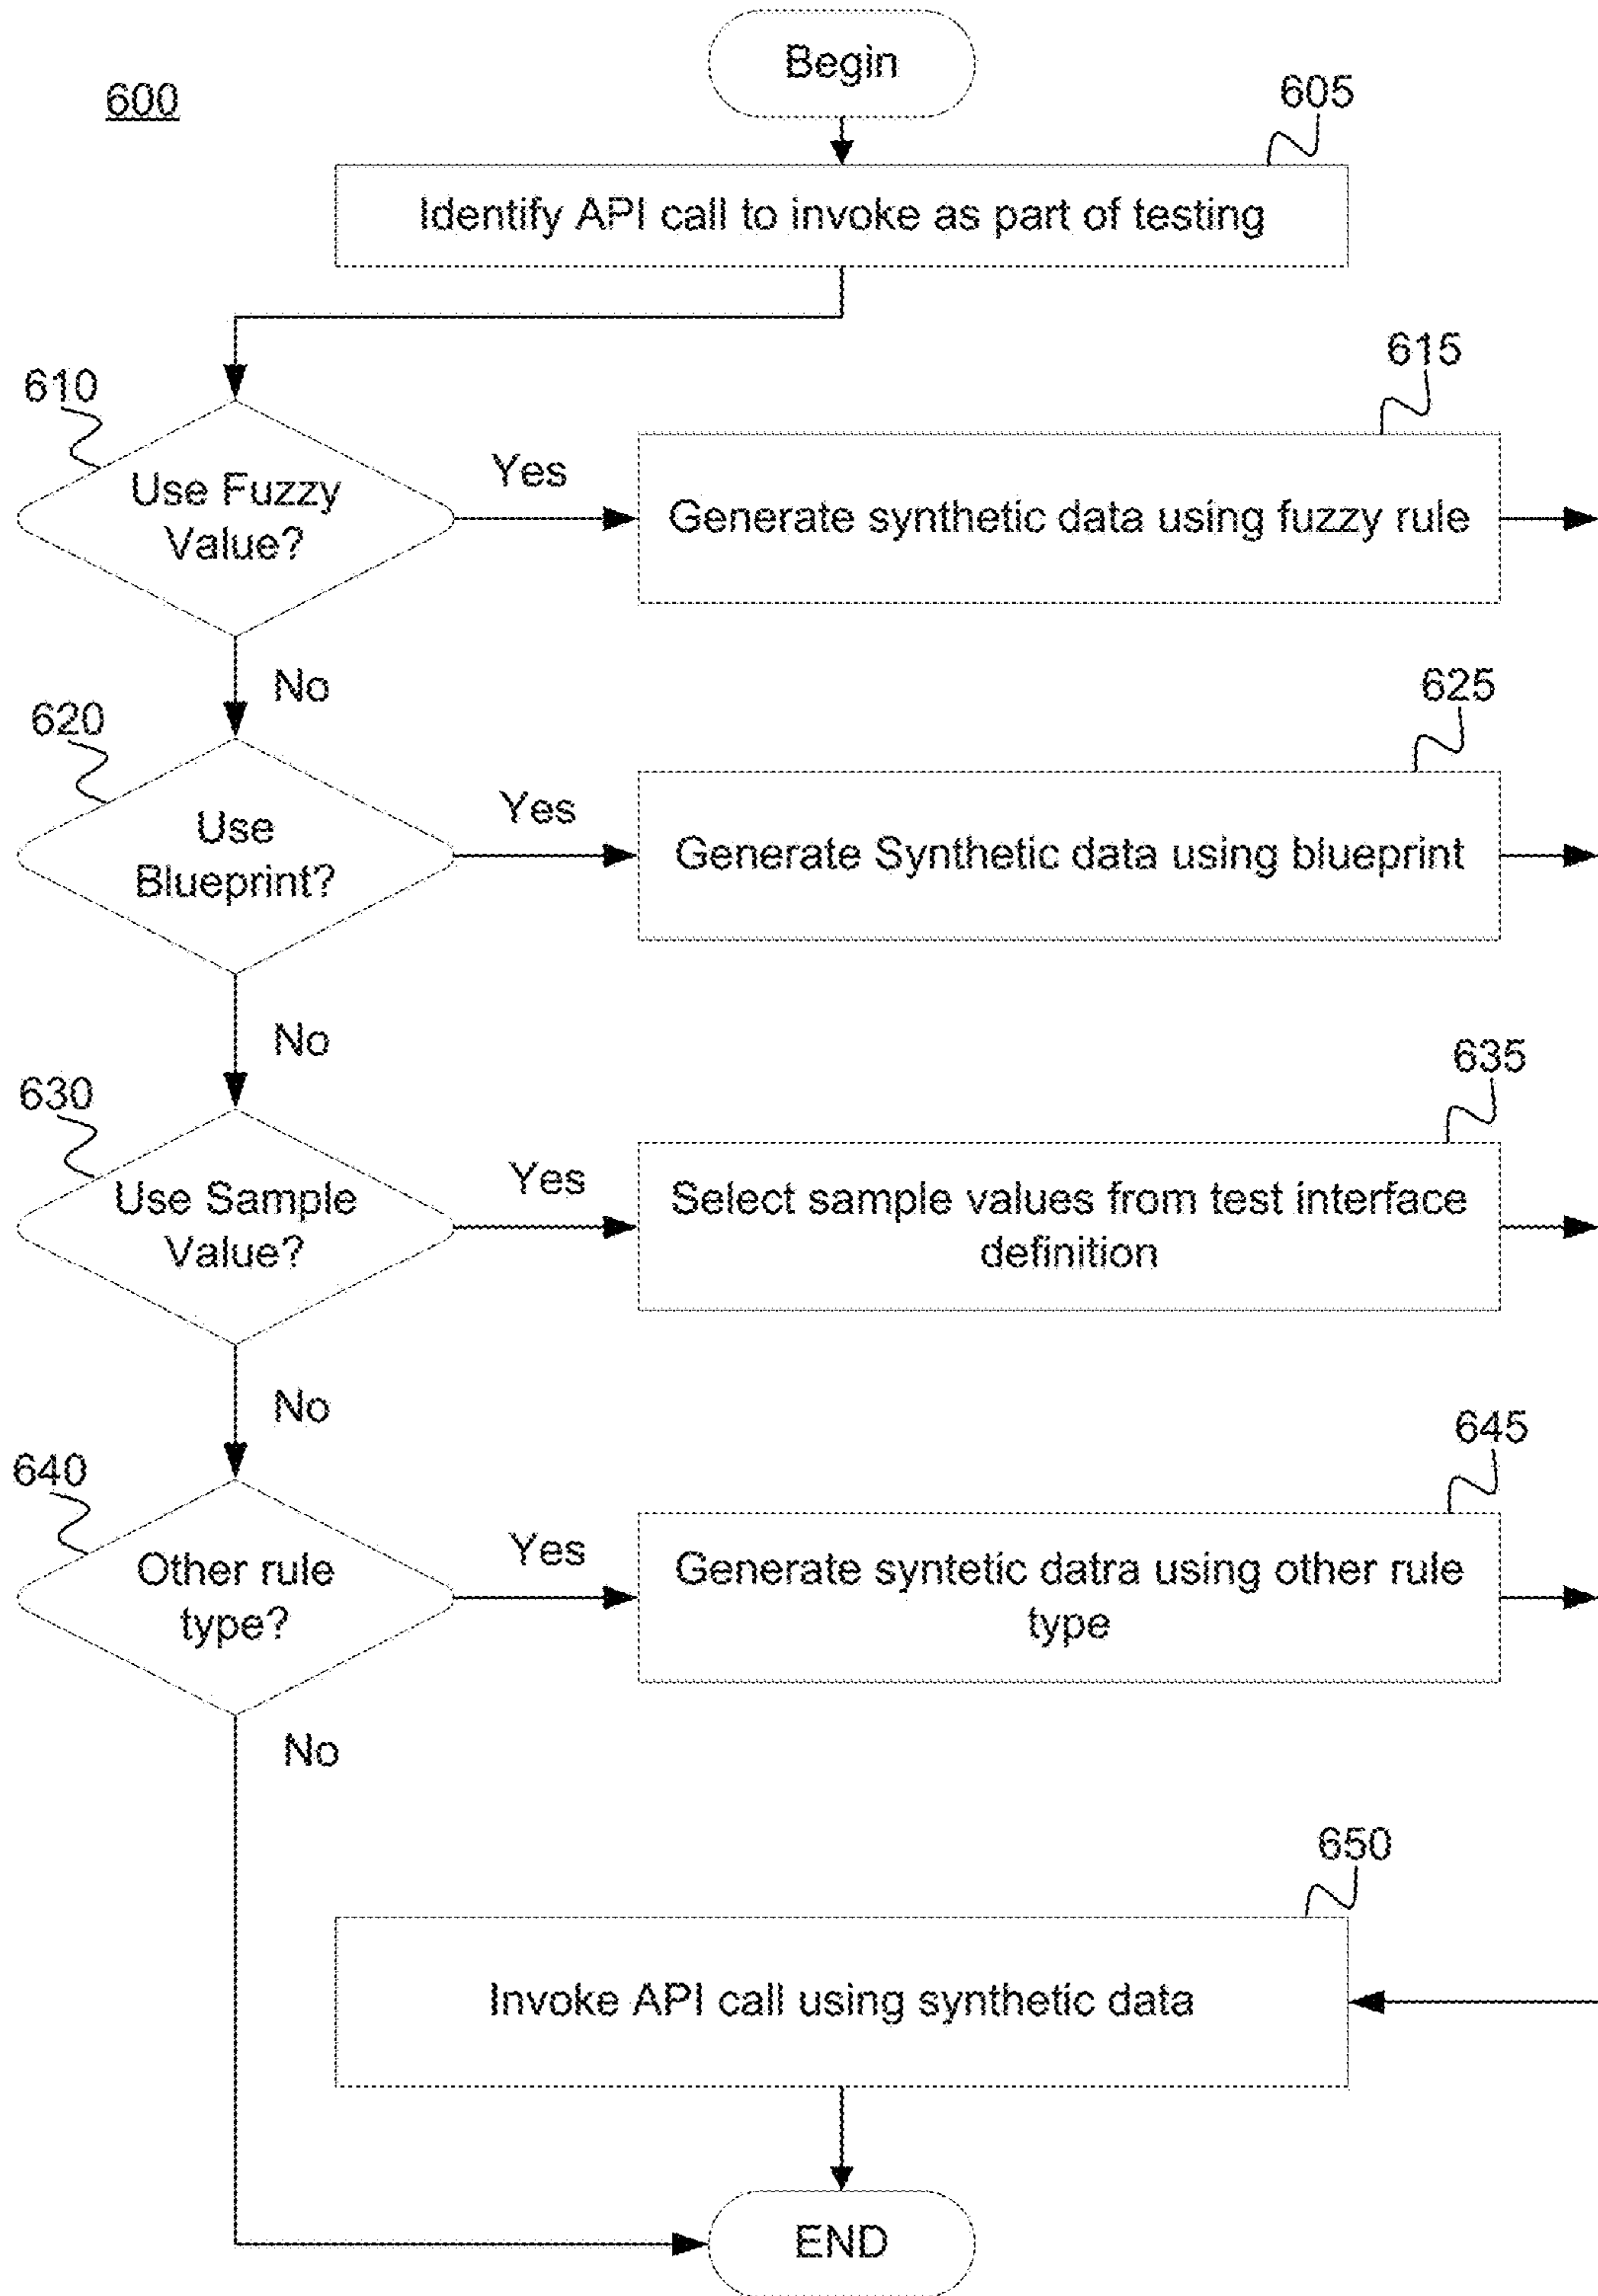 Begin
600
605
Identify API call to invoke as part of testing
615
610
Yes
Use Fuzzy
Value?
Generate synthetic data using fuzzy rule
No
625
620
Yes
Use
Blueprint?
Generate Synthetic data using blueprint
No
635
630
Yes
Use Sample
Value?
Select sample values from test interface
definition
No
645
640
Yes
Other rule
type?
Generate syntetic datra using other rule
type
No
650
Invoke API call using synthetic data
END